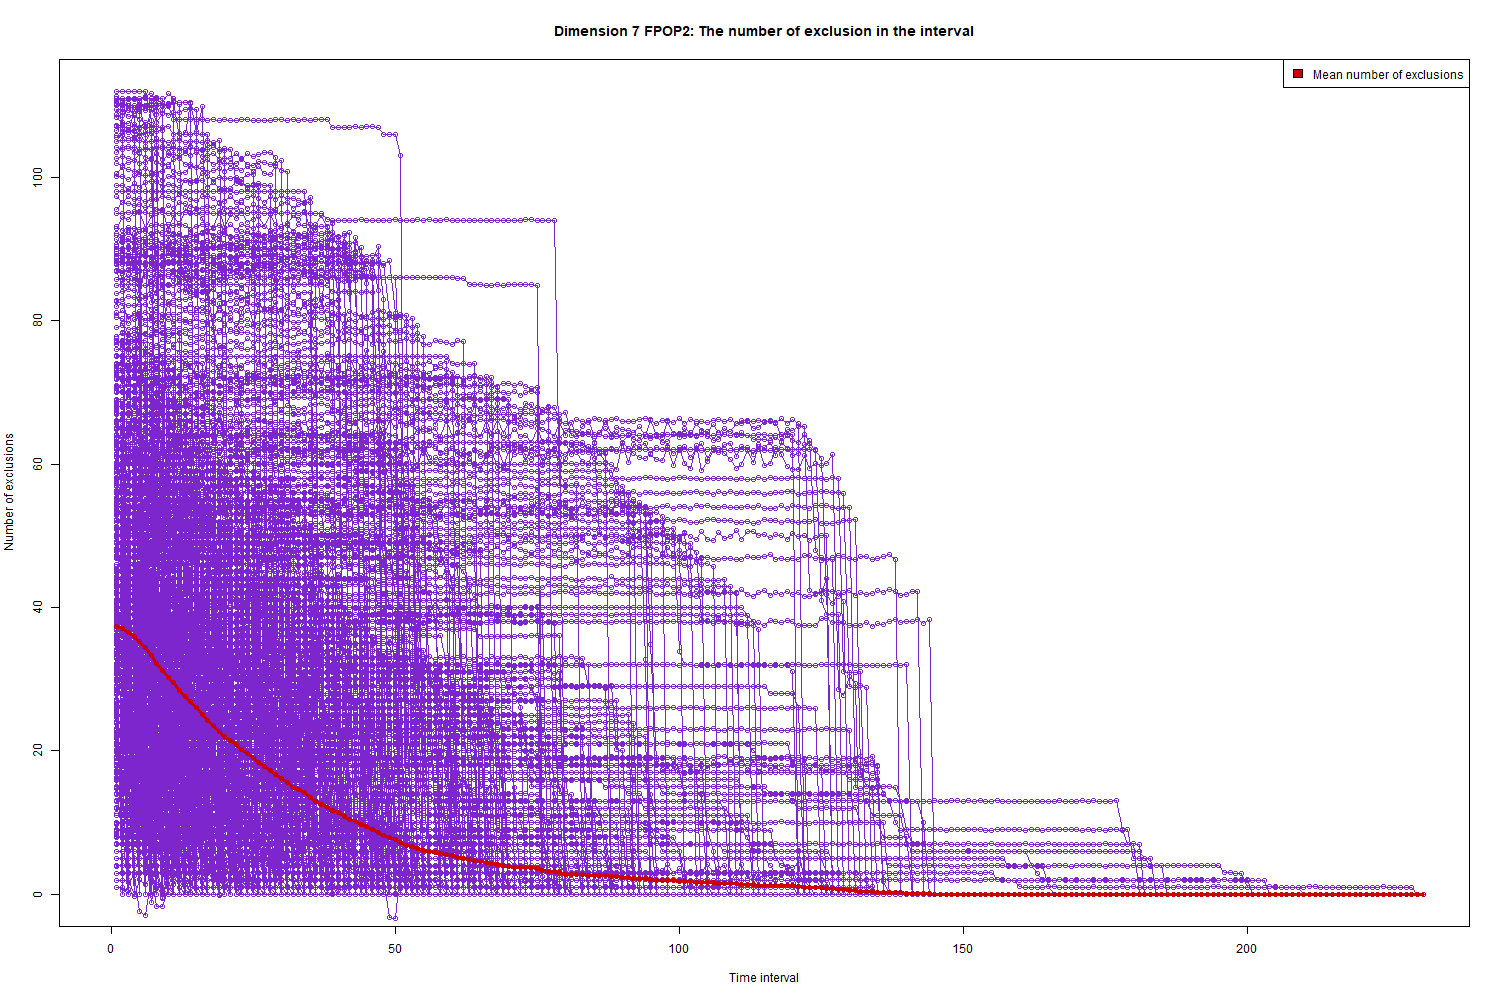 Dimension 7 FPOP2: The number of exclusion in the interval
Mean number of exclusions
Number of exclusions
100
80
60
40
20
0
0 50 100 150 200
Time interval